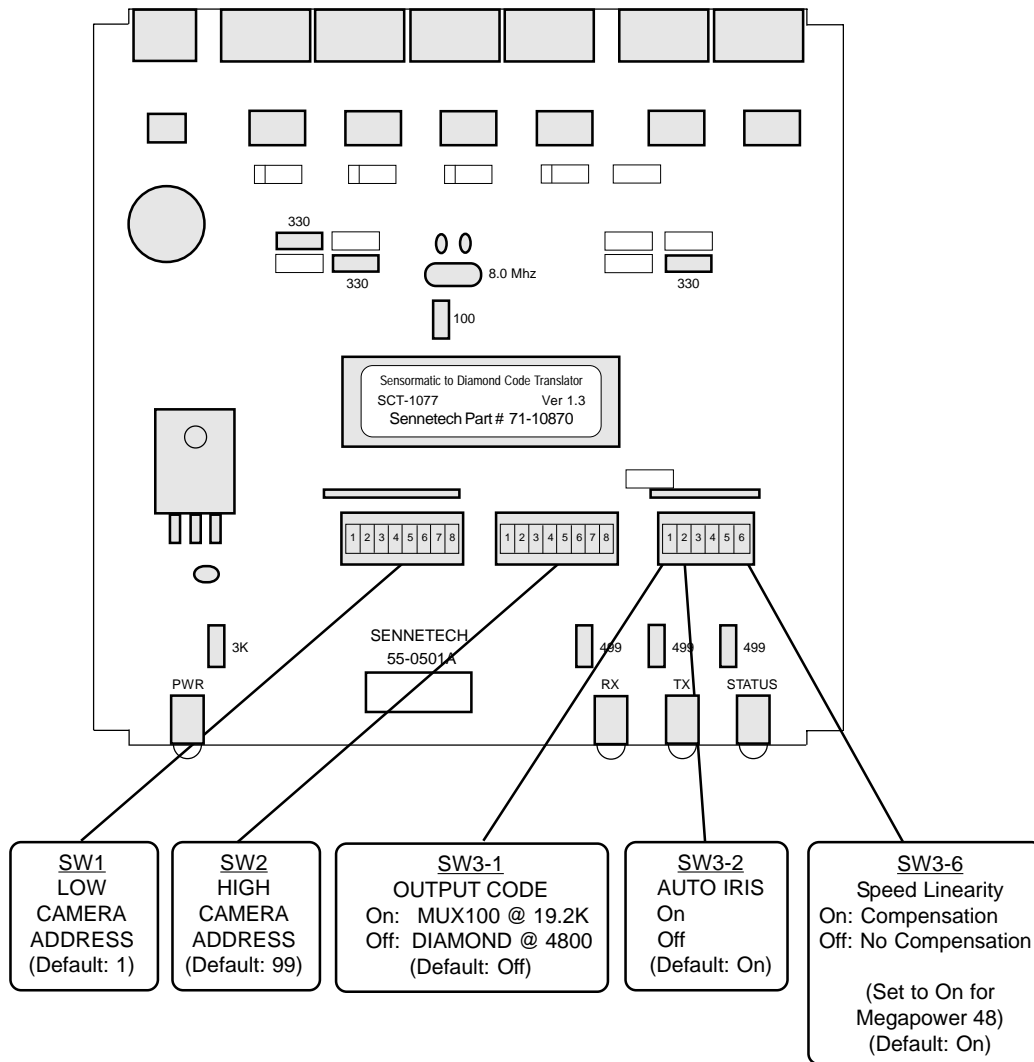 330
330
8.0 Mhz
330
100
Sensormatic to Diamond Code Translator
SCT-1077 Ver 1.3
Sennetech Part # 71-10870
1 2 3 4 5 6 7 8
1 2 3 4 5 6 7 8
1 2 3 4 5 6
3K
SENNETECH
55-0501A
499
499
499
PWR
RX
TX
STATUS
SW1
LOW
CAMERA
ADDRESS
(Default: 1)
SW2
HIGH
CAMERA
ADDRESS
(Default: 99)
SW3-1
OUTPUT CODE
On: MUX100 @ 19.2K
Off: DIAMOND @ 4800
(Default: Off)
SW3-2
AUTO IRIS
On
Off
(Default: On)
SW3-6
Speed Linearity
On: Compensation
Off: No Compensation
(Set to On for
Megapower 48)
(Default: On)